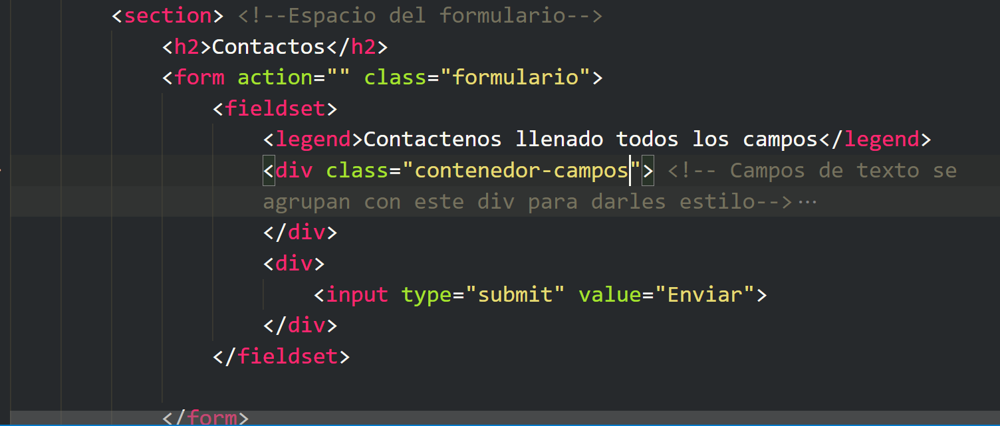 <section> <!--Espacio del formulario-->
<h2>Contactos</h2>
<form action="" class="formulario">
<fieldset>
<legend>Contactenos llenado todos los campos</legend>
<div class="contenedor-campos"> <!-- Campos de texto se
agrupan con este div para darles estilo-->···
</div>
<div>
<input type="submit" value="Enviar">
</div>
</fieldset>
</form>